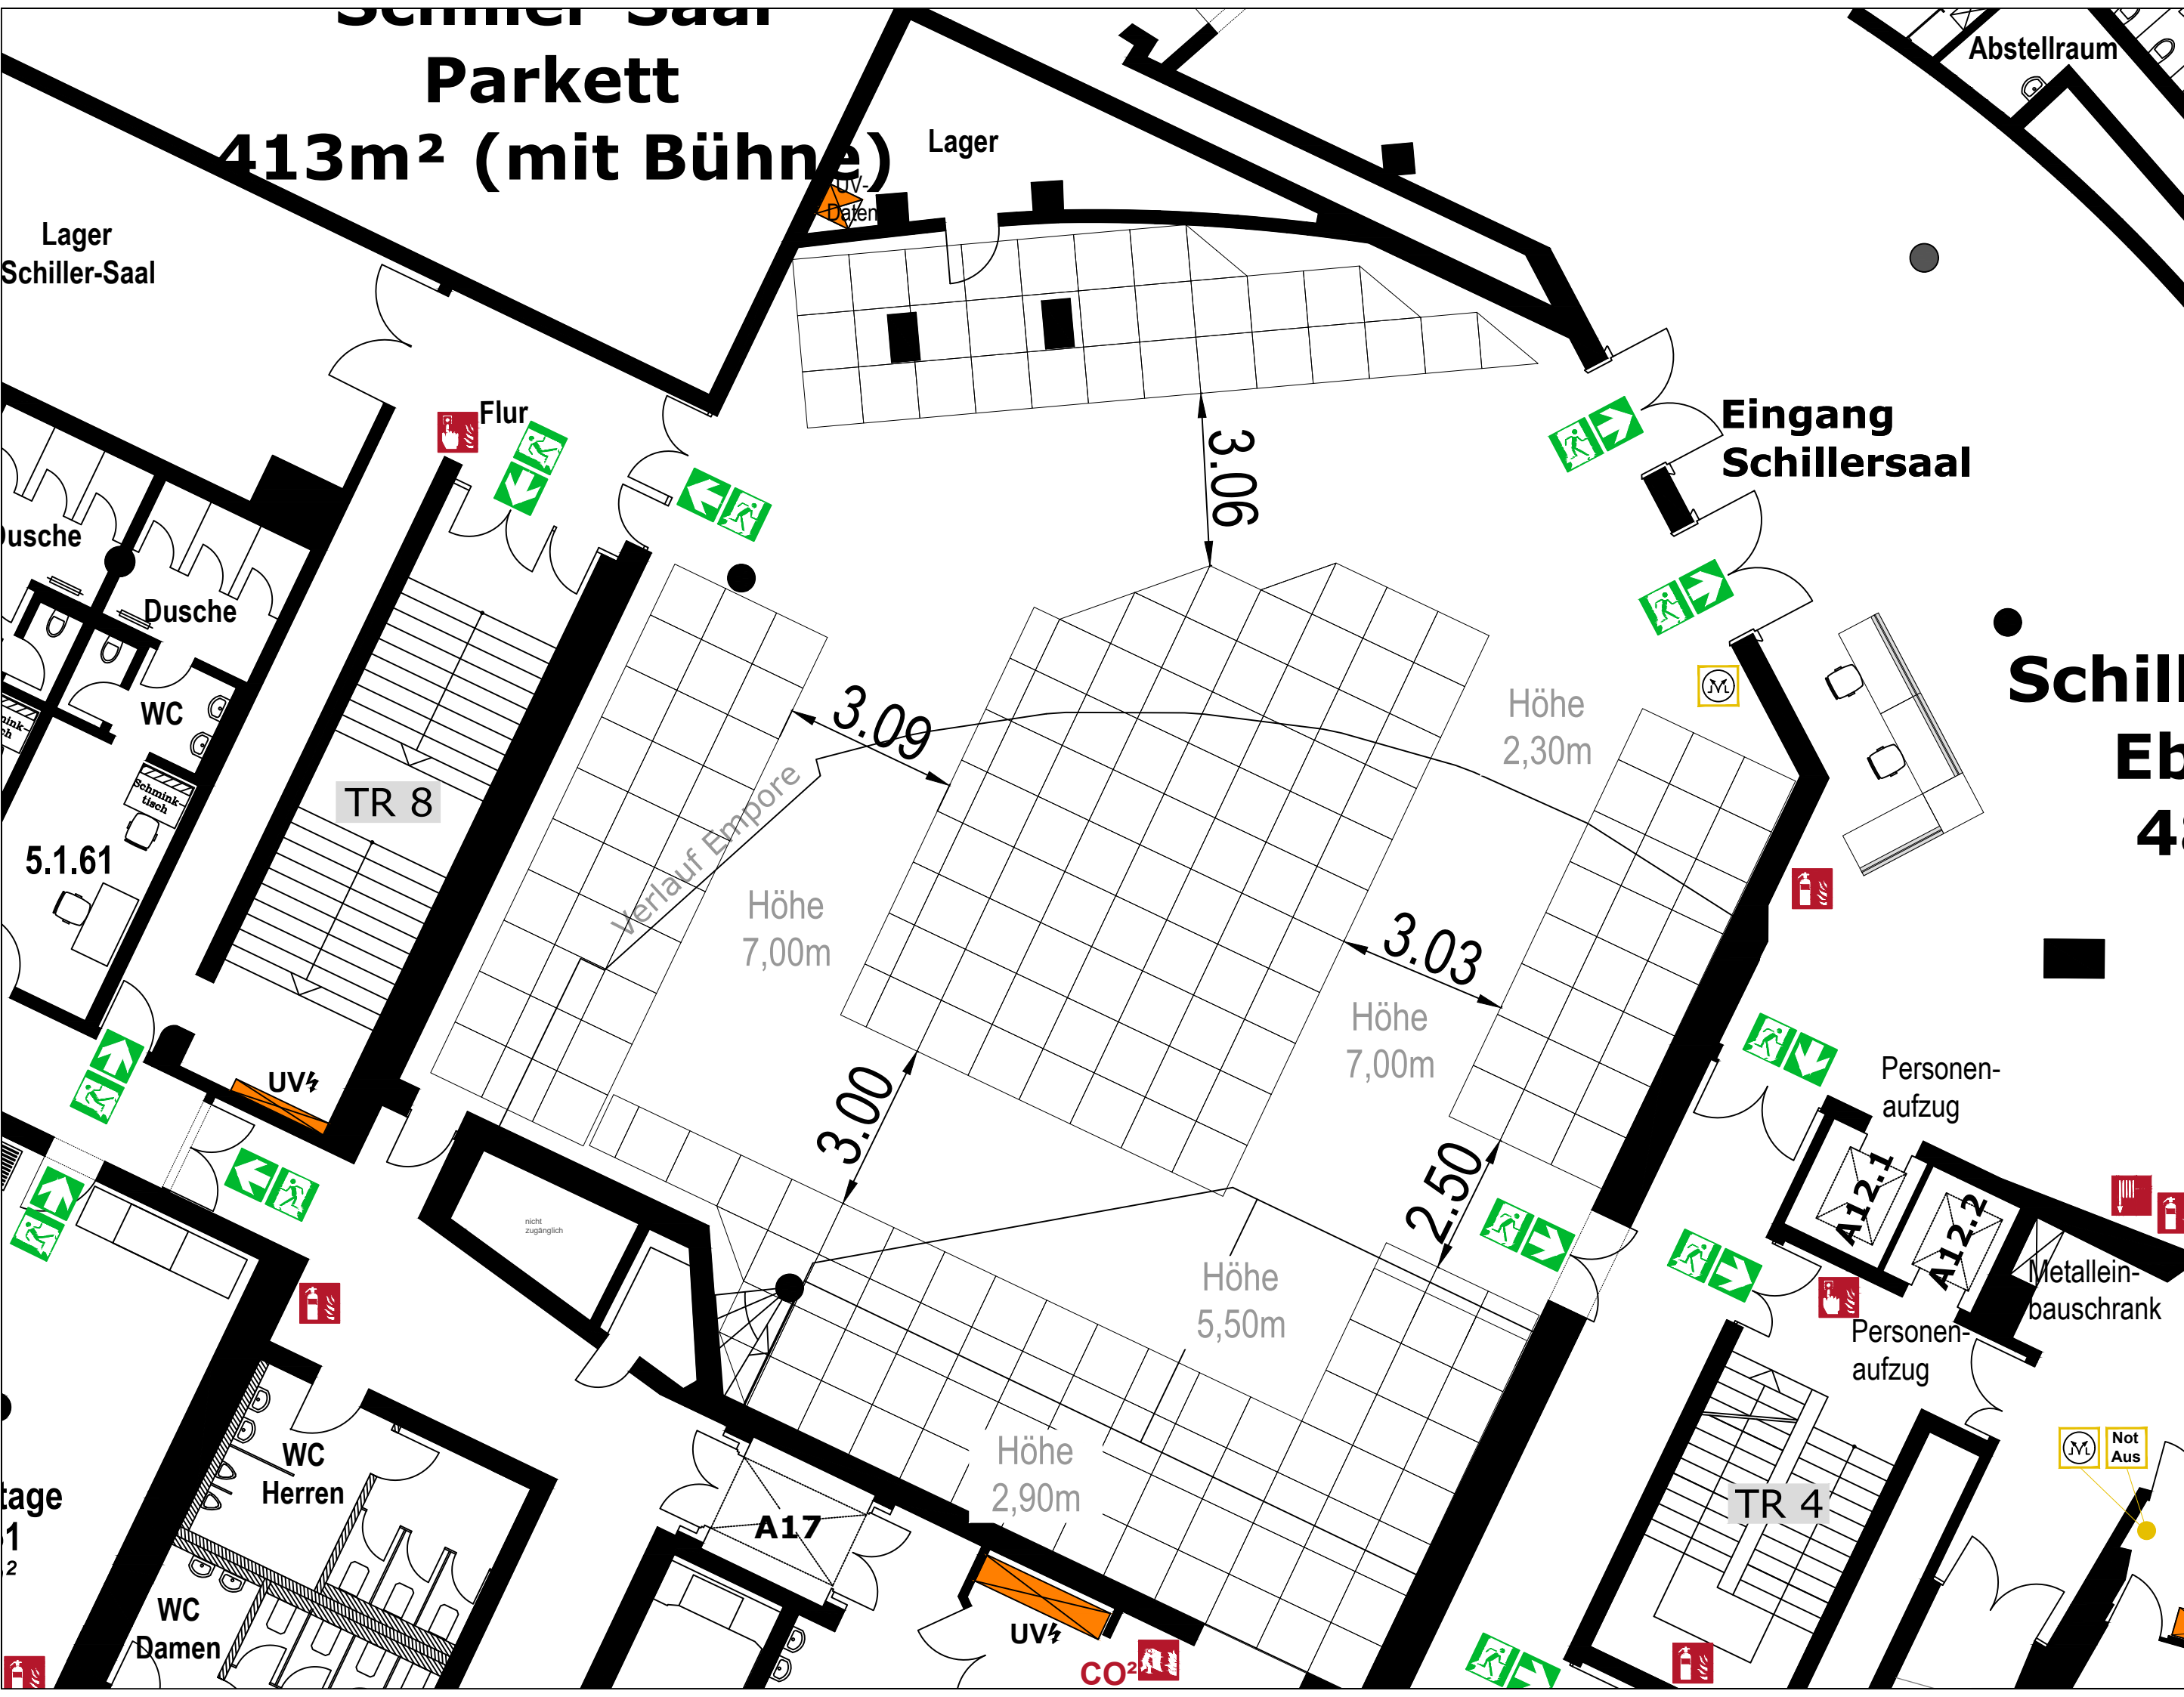 Schiller-Saal
Parkett
413m² (mit Bühne)
Lager
UV-
Daten
Abstellraum
Lager
Schiller-Saal
Flur
Eingang
Schillersaal
3.06
Dusche
Dusche
WC
Schmink-
tisch
TR 8
5.1.61
3.09
Verlauf Empore
Höhe
7,00m
Höhe
2,30m
3.03
Höhe
7,00m
3.00
2.50
Schill
Eb
UV
Personen-
aufzug
A12.1
A12.2
Metallein-
bauschrank
Personen-
aufzug
nicht
zugänglich
Höhe
5,50m
Höhe
2,90m
WC
Herren
WC
Damen
tage
A17
UV
CO²
TR 4
Not
Aus